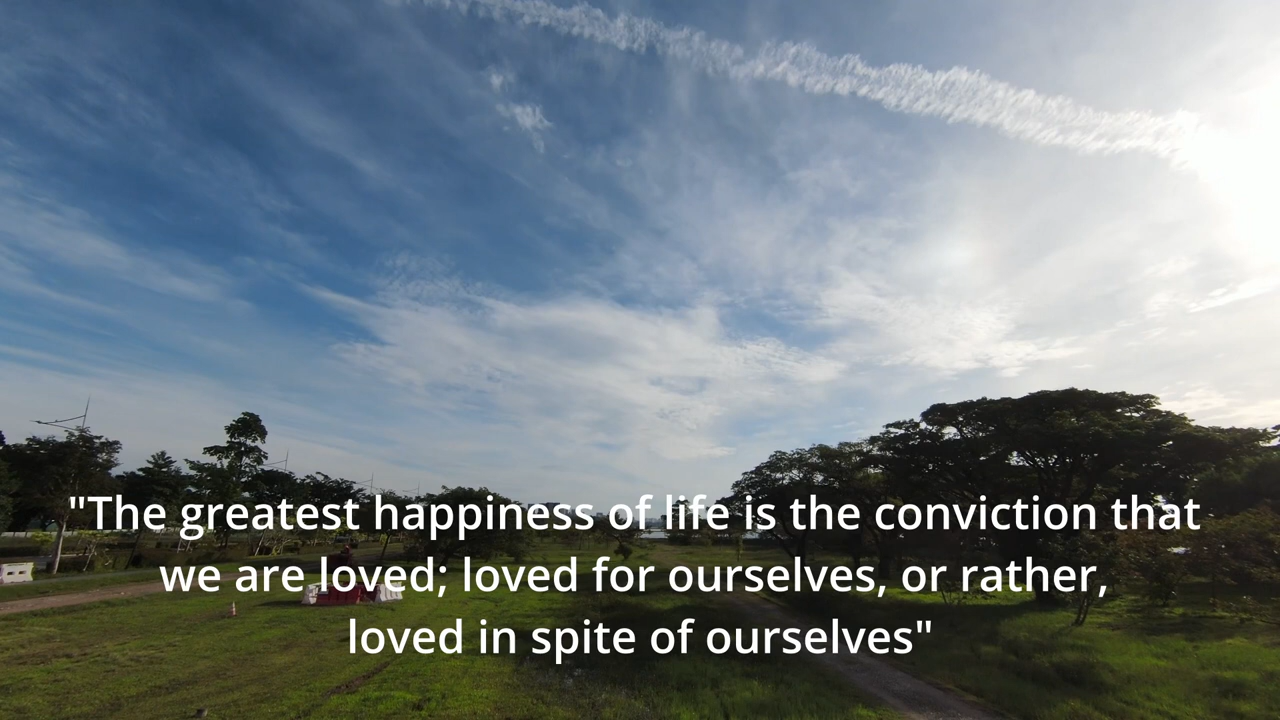 "The greatest happiness of life is the conviction that
we are loved; loved for ourselves, or rather,
loved in spite of ourselves"